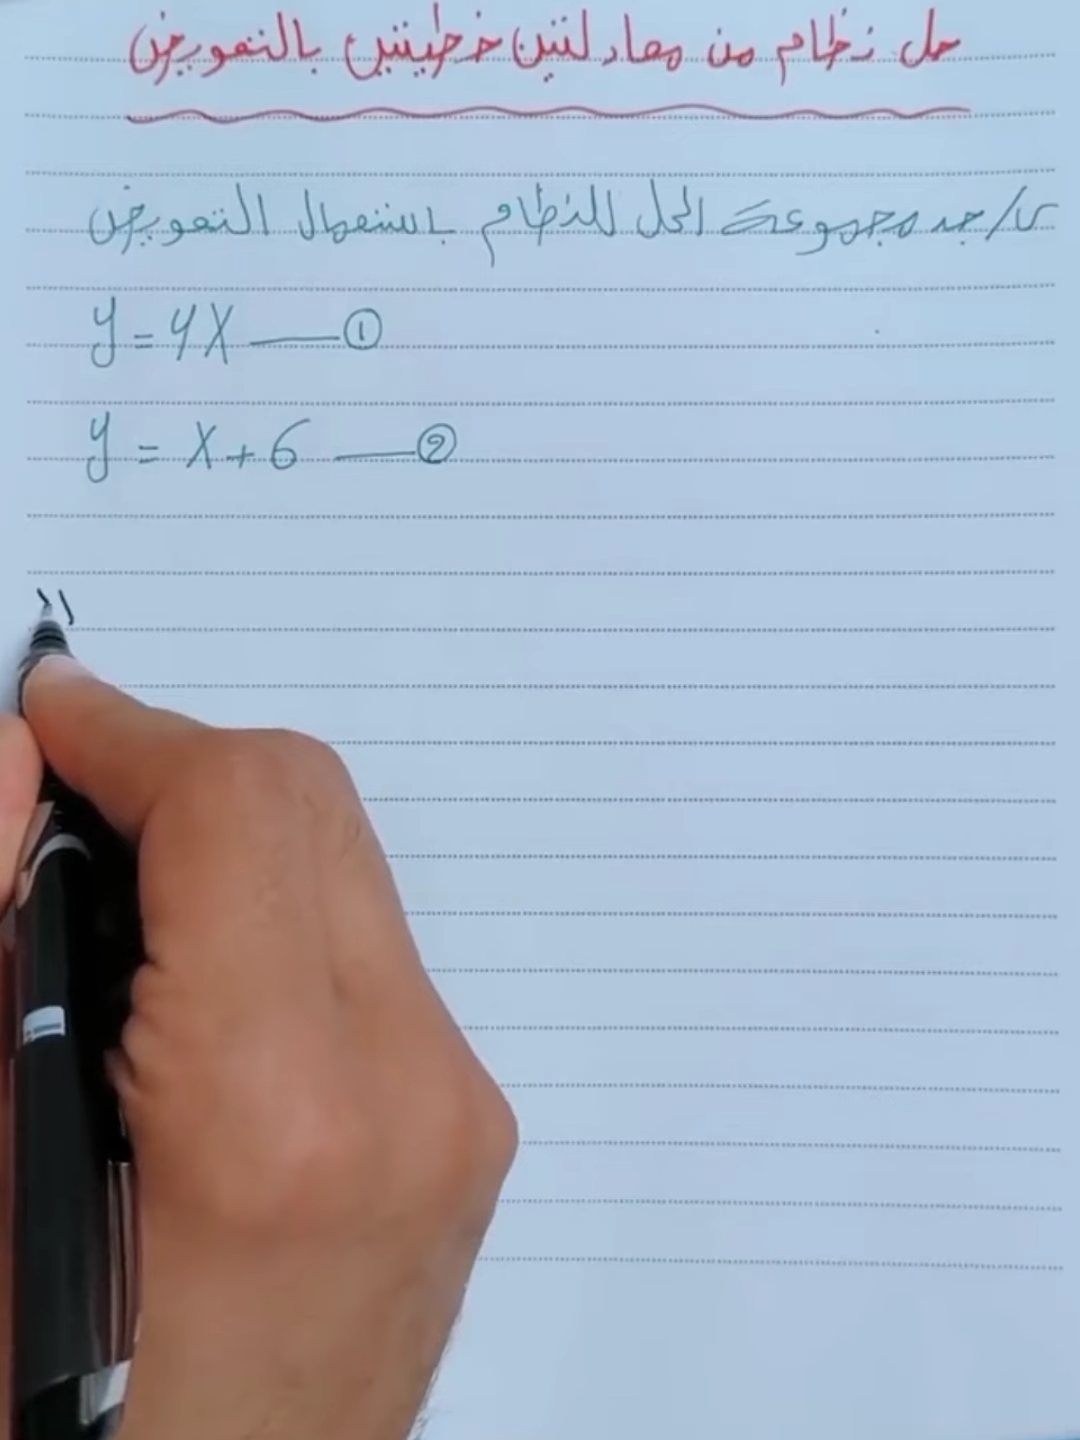 حل نظام من معادلتين خطيتين بالتعويض
س/ جد مجموعة الحل للنظام باستعمال التعويض
y = 4X —— ①
y = X + 6 —— ②